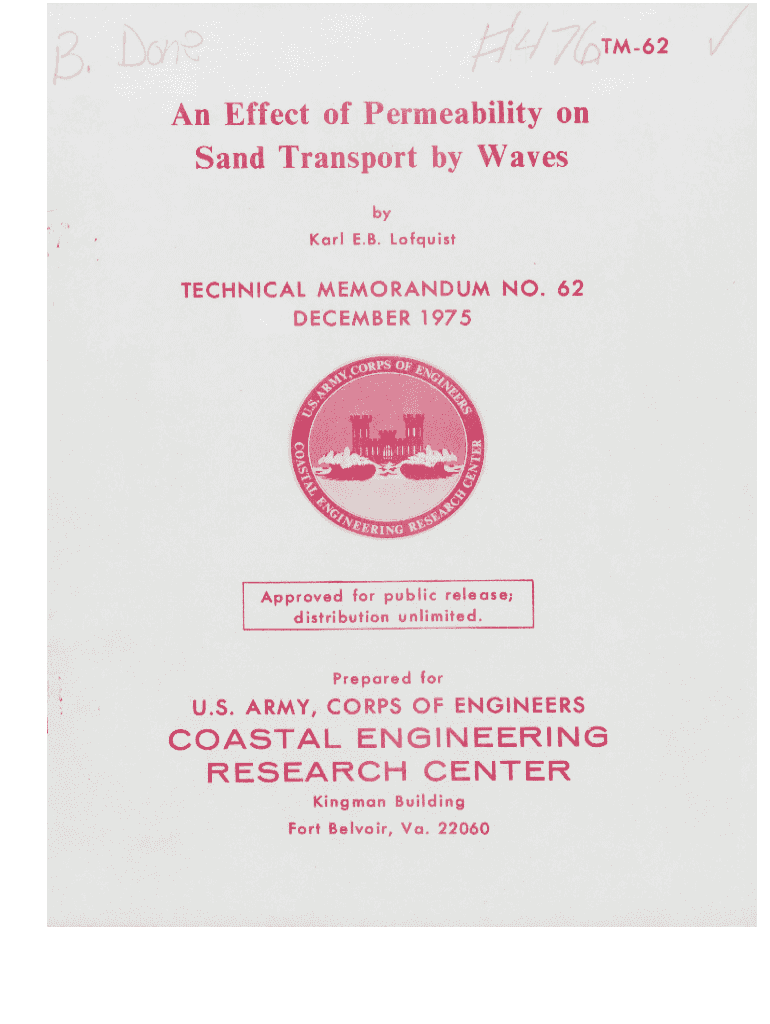 B. Done
#476
TM-62
An Effect of Permeability on
Sand Transport by Waves
by
Karl E.B. Lofquist
TECHNICAL MEMORANDUM NO. 62
DECEMBER 1975
U.S. ARMY, CORPS OF ENGINEERS
COASTAL ENGINEERING RESEARCH CENTER
Approved for public release;
distribution unlimited.
Prepared for
U.S. ARMY, CORPS OF ENGINEERS
COASTAL ENGINEERING
RESEARCH CENTER
Kingman Building
Fort Belvoir, Va. 22060